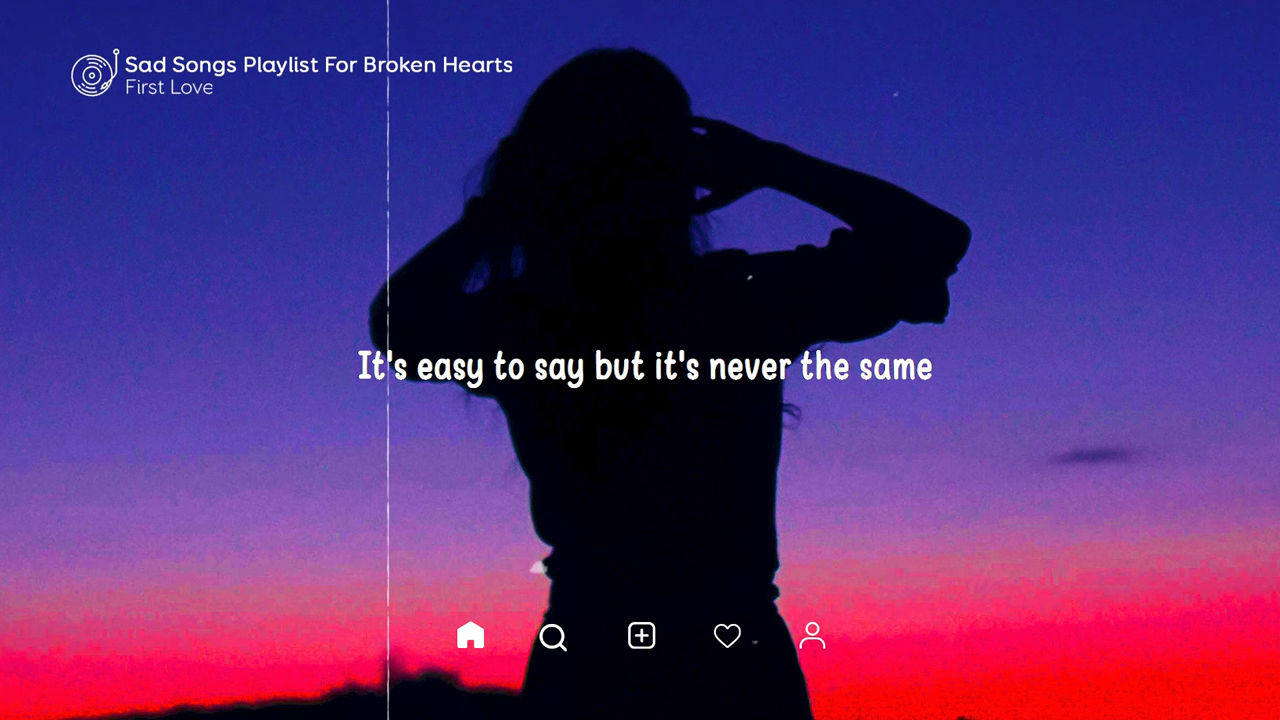 Sad Songs Playlist For Broken Hearts
First Love
It's easy to say but it's never the same